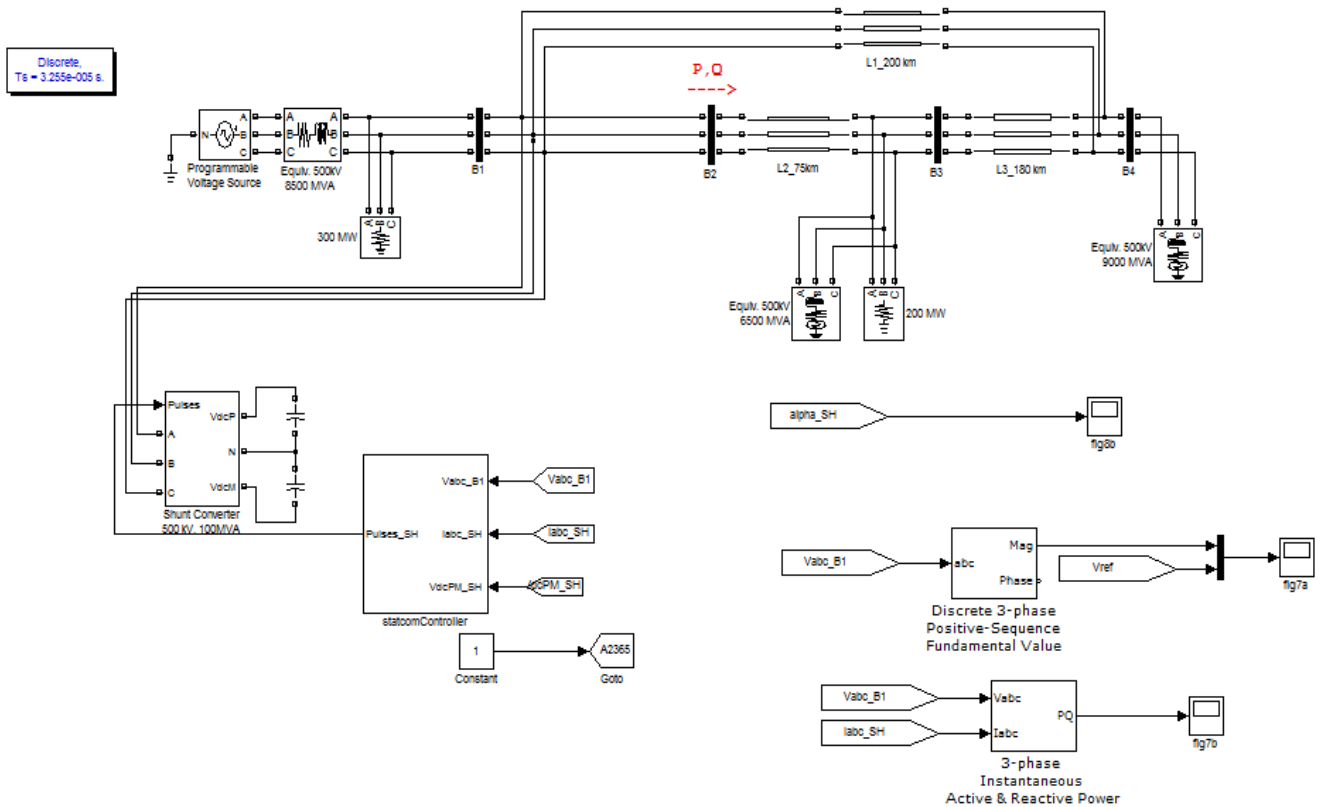 Discrete,
Ts = 3.255e-005 s.
P,Q
L1_200 km
N
A
B
C
Programmable
Voltage Source
A
B
C
A
B
C
Equiv. 500kV
8500 MVA
B1
B2
L2_75km
B3
L3_180 km
B4
A B C
300 MW
A B C
Equiv. 500kV
6500 MVA
A B C
200 MW
A B C
Equiv. 500kV
9000 MVA
Pulses
A
B
C
VdcP
N
VdcM
Shunt Converter
500 kV, 100MVA
Pulses_SH
Vabc_B1
Iabc_SH
VdcPM_SH
statcomController
Vabc_B1
Iabc_SH
1
Constant
A2365
Goto
alpha_SH
fig8b
Vabc_B1
abc
Mag
Phase
Discrete 3-phase
Positive-Sequence
Fundamental Value
Vref
fig7a
Vabc_B1
Iabc_SH
Vabc
Iabc
PQ
3-phase
Instantaneous
Active & Reactive Power
fig7b